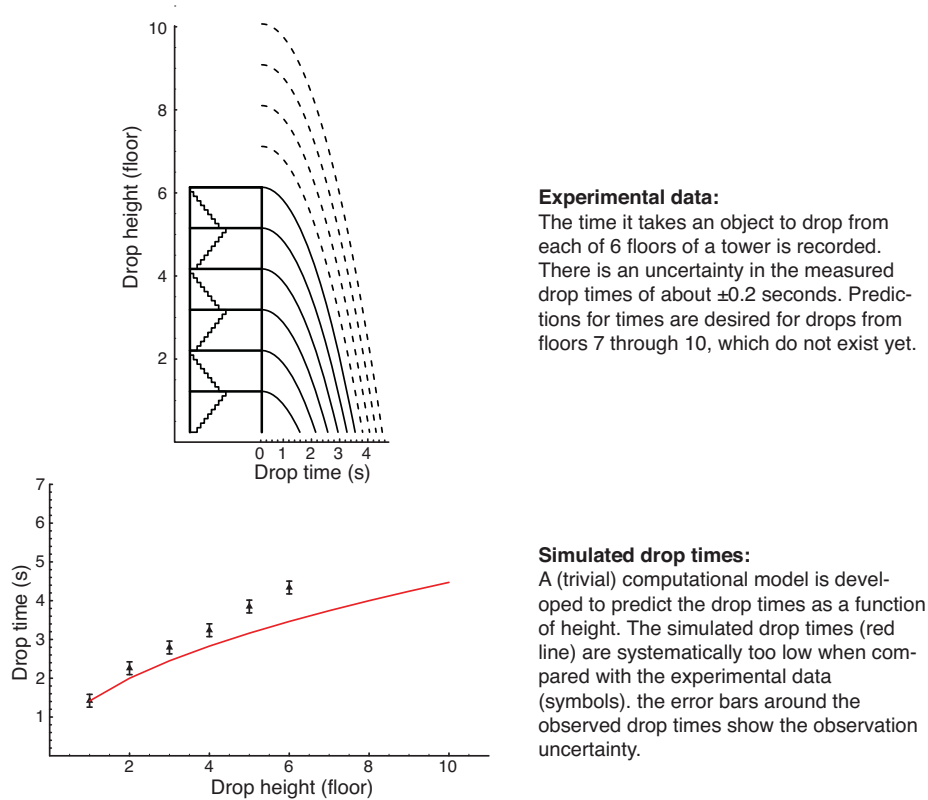 10
8
6
4
2
Drop height (floor)
0 1 2 3 4
Drop time (s)
Experimental data:
The time it takes an object to drop from
each of 6 floors of a tower is recorded.
There is an uncertainty in the measured
drop times of about ±0.2 seconds. Predic-
tions for times are desired for drops from
floors 7 through 10, which do not exist yet.
7
6
5
4
3
2
1
Drop time (s)
2 4 6 8 10
Drop height (floor)
Simulated drop times:
A (trivial) computational model is devel-
oped to predict the drop times as a function
of height. The simulated drop times (red
line) are systematically too low when com-
pared with the experimental data
(symbols). the error bars around the
observed drop times show the observation
uncertainty.